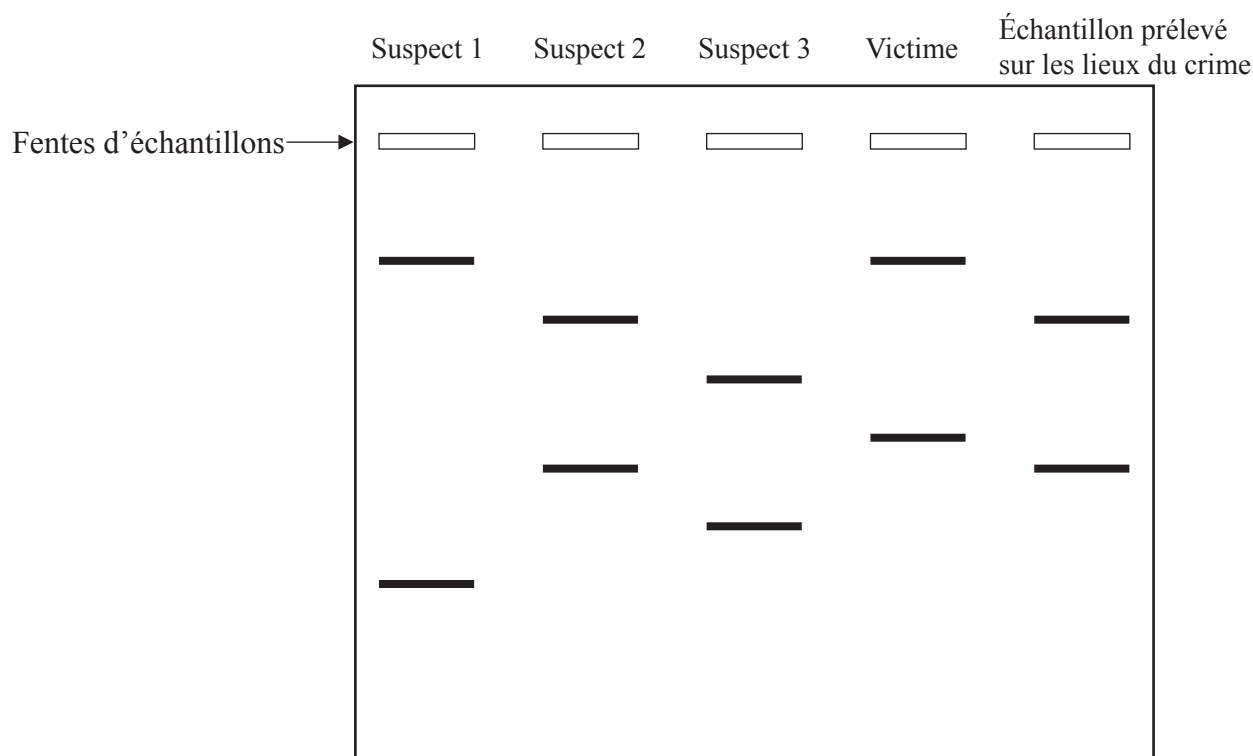 Suspect 1
Suspect 2
Suspect 3
Victime
Échantillon prélevé
sur les lieux du crime
Fentes d’échantillons